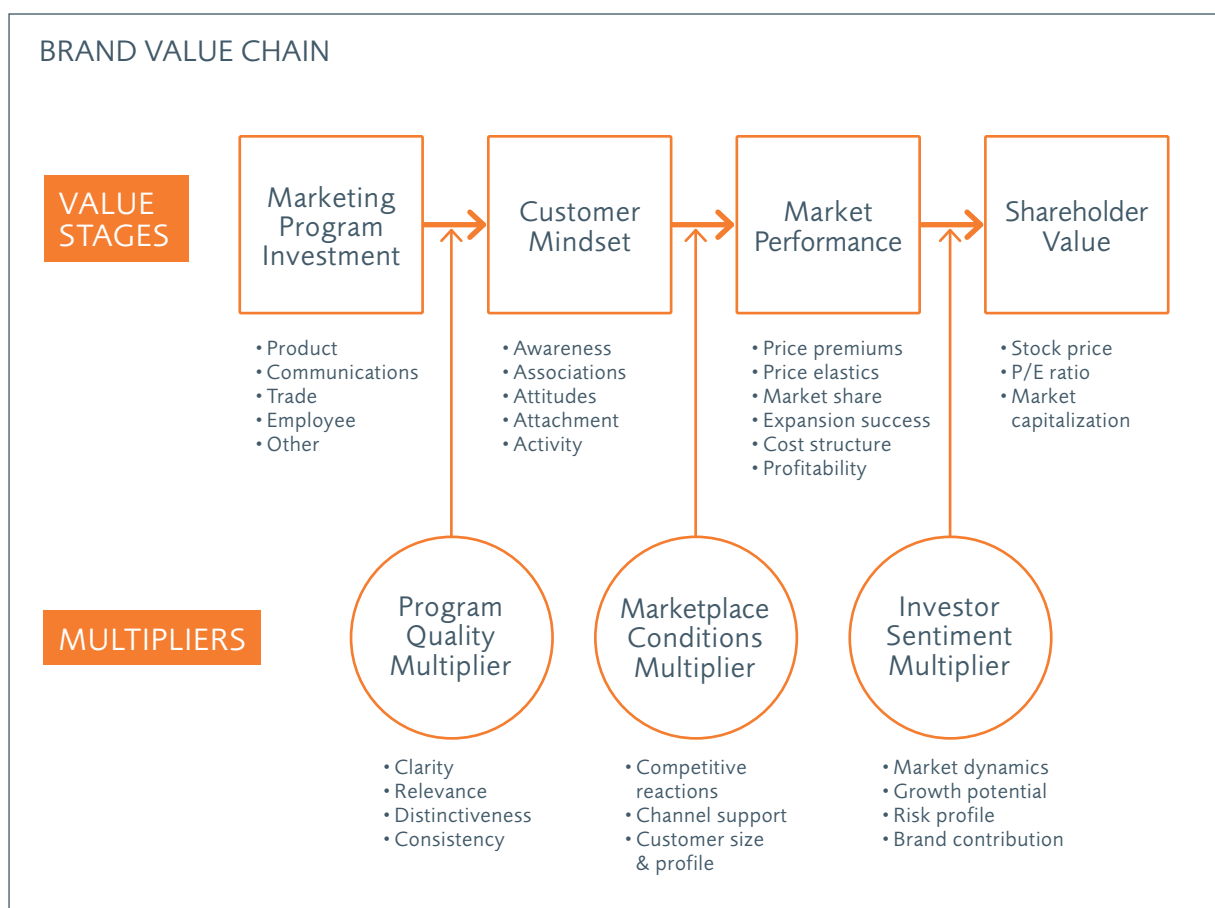 BRAND VALUE CHAIN
VALUE
STAGES
Marketing
Program
Investment
Customer
Mindset
Market
Performance
Shareholder
Value
• Product
• Communications
• Trade
• Employee
• Other
• Awareness
• Associations
• Attitudes
• Attachment
• Activity
• Price premiums
• Price elastics
• Market share
• Expansion success
• Cost structure
• Profitability
• Stock price
• P/E ratio
• Market
capitalization
MULTIPLIERS
Program
Quality
Multiplier
Marketplace
Conditions
Multiplier
Investor
Sentiment
Multiplier
• Clarity
• Relevance
• Distinctiveness
• Consistency
• Competitive
reactions
• Channel support
• Customer size
& profile
• Market dynamics
• Growth potential
• Risk profile
• Brand contribution